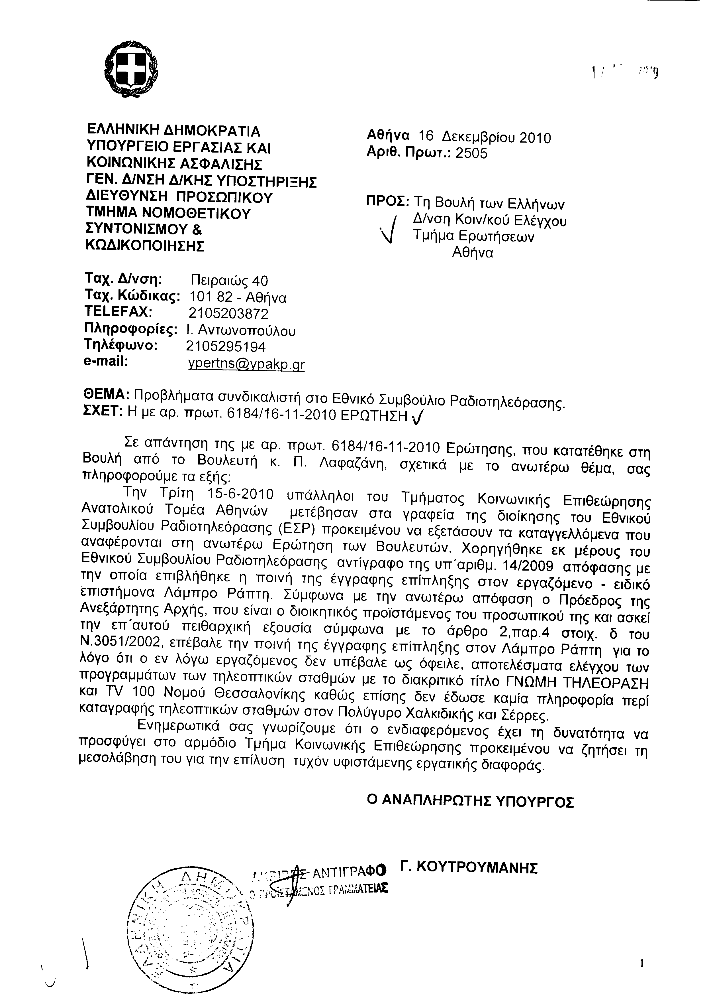 ΕΛΛΗΝΙΚΗ ΔΗΜΟΚΡΑΤΙΑ
ΥΠΟΥΡΓΕΙΟ ΕΡΓΑΣΙΑΣ ΚΑΙ
ΚΟΙΝΩΝΙΚΗΣ ΑΣΦΑΛΙΣΗΣ
ΓΕΝ. Δ/ΝΣΗ Δ/ΚΗΣ ΥΠΟΣΤΗΡΙΞΗΣ
ΔΙΕΥΘΥΝΣΗ ΠΡΟΣΩΠΙΚΟΥ
ΤΜΗΜΑ ΝΟΜΟΘΕΤΙΚΟΥ
ΣΥΝΤΟΝΙΣΜΟΥ &
ΚΩΔΙΚΟΠΟΙΗΣΗΣ
Αθήνα 16 Δεκεμβρίου 2010
Αριθ. Πρωτ.: 2505
ΠΡΟΣ: Τη Βουλή των Ελλήνων
Δ/νση Κοιν/κού Ελέγχου
Τμήμα Ερωτήσεων
Αθήνα
Ταχ. Δ/νση: Πειραιώς 40
Ταχ. Κώδικας: 101 82 - Αθήνα
TELEFAX: 2105203872
Πληροφορίες: Ι. Αντωνοπούλου
Τηλέφωνο: 2105295194
e-mail: ypertns@ypakp.gr
ΘΕΜΑ: Προβλήματα συνδικαλιστή στο Εθνικό Συμβούλιο Ραδιοτηλεόρασης.
ΣΧΕΤ: Η με αρ. πρωτ. 6184/16-11-2010 ΕΡΩΤΗΣΗ
Σε απάντηση της με αρ. πρωτ. 6184/16-11-2010 Ερώτησης, που κατατέθηκε στη
Βουλή από το Βουλευτή κ. Π. Λαφαζάνη, σχετικά με το ανωτέρω θέμα, σας
πληροφορούμε τα εξής:
Την Τρίτη 15-6-2010 υπάλληλοι του Τμήματος Κοινωνικής Επιθεώρησης
Ανατολικού Τομέα Αθηνών μετέβησαν στα γραφεία της διοίκησης του Εθνικού
Συμβουλίου Ραδιοτηλεόρασης (ΕΣΡ) προκειμένου να εξετάσουν τα καταγγελλόμενα που
αναφέρονται στη ανωτέρω Ερώτηση των Βουλευτών. Χορηγήθηκε εκ μέρους του
Εθνικού Συμβουλίου Ραδιοτηλεόρασης αντίγραφο της υπ΄αριθμ. 14/2009 απόφασης με
την οποία επιβλήθηκε η ποινή της έγγραφης επίπληξης στον εργαζόμενο - ειδικό
επιστήμονα Λάμπρο Ράπτη. Σύμφωνα με την ανωτέρω απόφαση ο Πρόεδρος της
Ανεξάρτητης Αρχής, που είναι ο διοικητικός προϊστάμενος του προσωπικού της και ασκεί
την επ΄αυτού πειθαρχική εξουσία σύμφωνα με το άρθρο 2,παρ.4 στοιχ. δ του
Ν.3051/2002, επέβαλε την ποινή της έγγραφης επίπληξης στον Λάμπρο Ράπτη για το
λόγο ότι ο εν λόγω εργαζόμενος δεν υπέβαλε ως όφειλε, αποτελέσματα ελέγχου των
προγραμμάτων των τηλεοπτικών σταθμών με το διακριτικό τίτλο ΓΝΩΜΗ ΤΗΛΕΟΡΑΣΗ
και TV 100 Νομού Θεσσαλονίκης καθώς επίσης δεν έδωσε καμία πληροφορία περί
καταγραφής τηλεοπτικών σταθμών στον Πολύγυρο Χαλκιδικής και Σέρρες.
Ενημερωτικά σας γνωρίζουμε ότι ο ενδιαφερόμενος έχει τη δυνατότητα να
προσφύγει στο αρμόδιο Τμήμα Κοινωνικής Επιθεώρησης προκειμένου να ζητήσει τη
μεσολάβηση του για την επίλυση τυχόν υφιστάμενης εργατικής διαφοράς.
Ο ΑΝΑΠΛΗΡΩΤΗΣ ΥΠΟΥΡΓΟΣ
Γ. ΚΟΥΤΡΟΥΜΑΝΗΣ
ΑΚΡΙΒΕΣ ΑΝΤΙΓΡΑΦΟ
Ο ΠΡΟΪΣΤΑΜΕΝΟΣ ΓΡΑΜΜΑΤΕΙΑΣ
ΕΛΛΗΝΙΚΗ ΔΗΜΟΚΡΑΤΙΑ
1